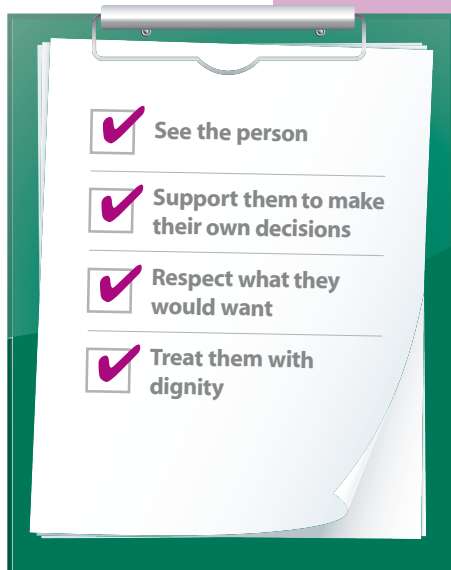 See the person
Support them to make
their own decisions
Respect what they
would want
Treat them with
dignity